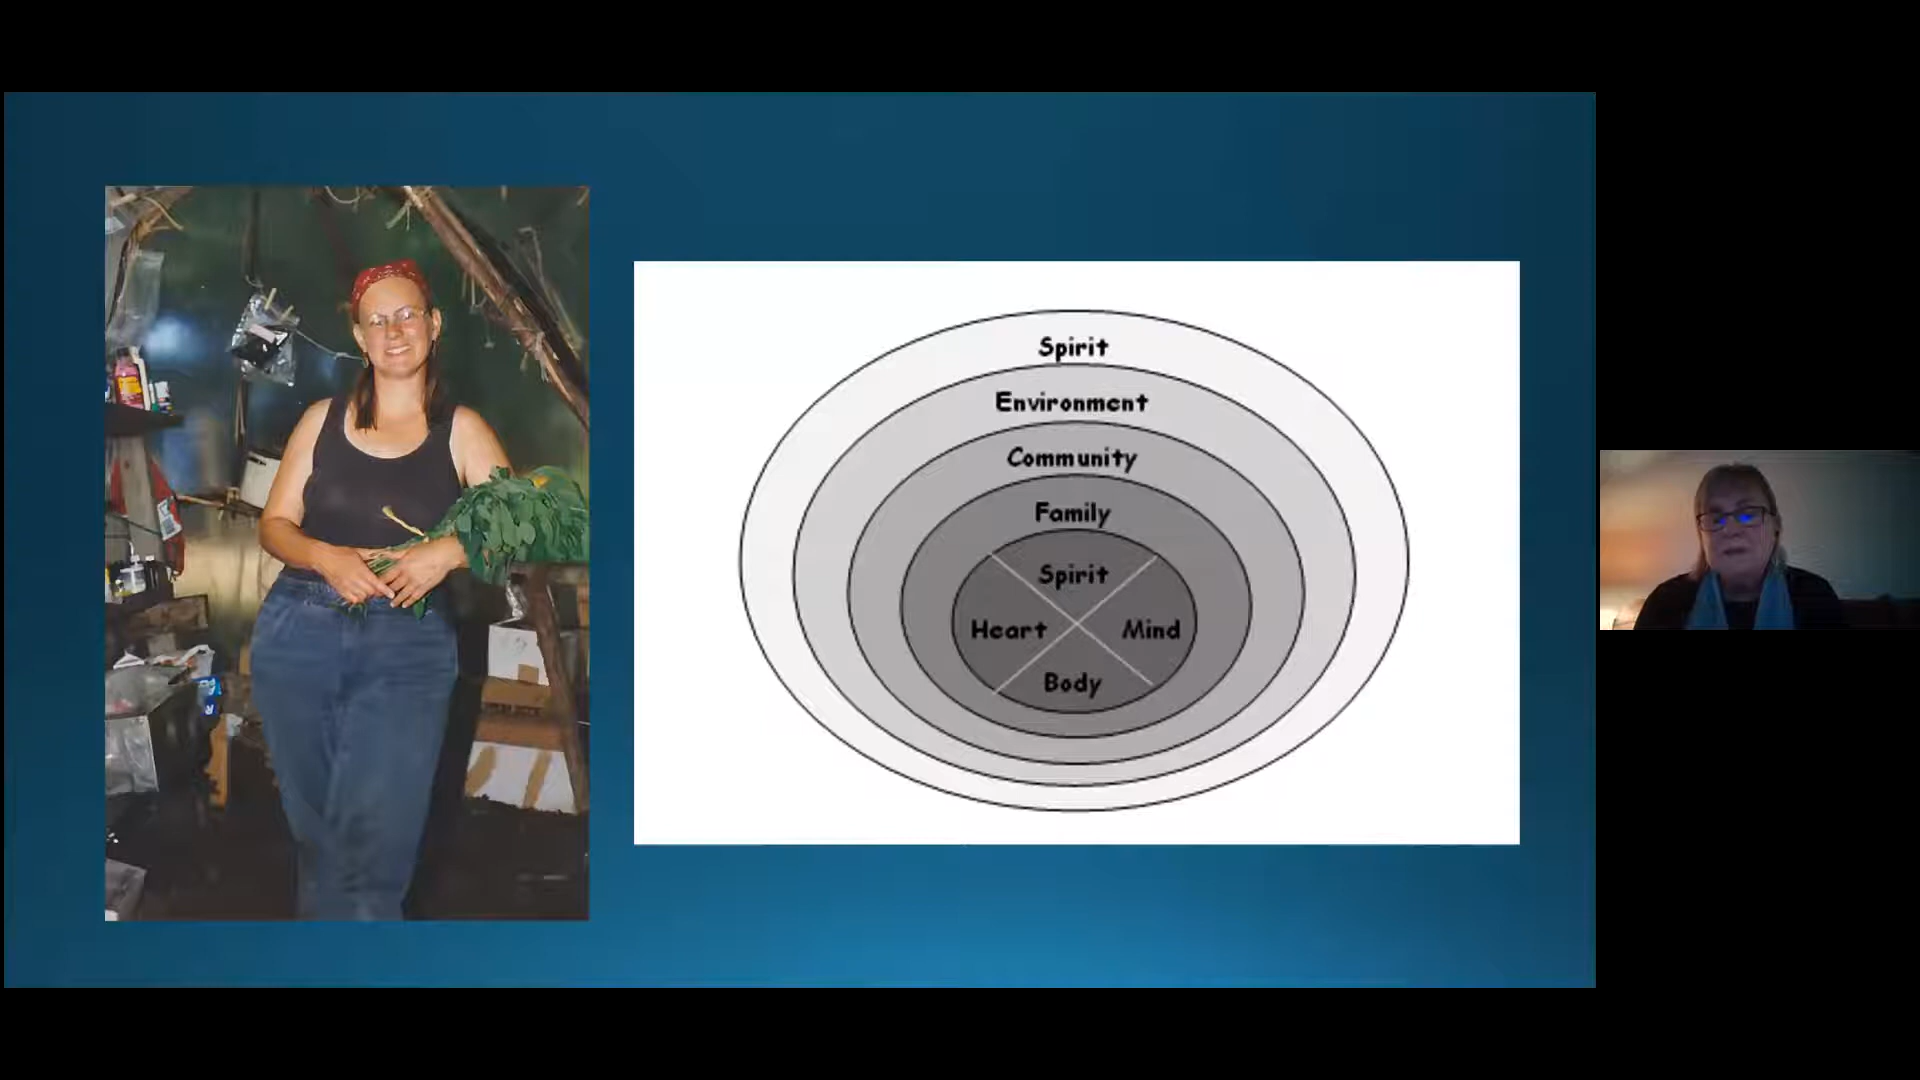 Spirit
Environment
Community
Family
Spirit
Heart Mind
Body